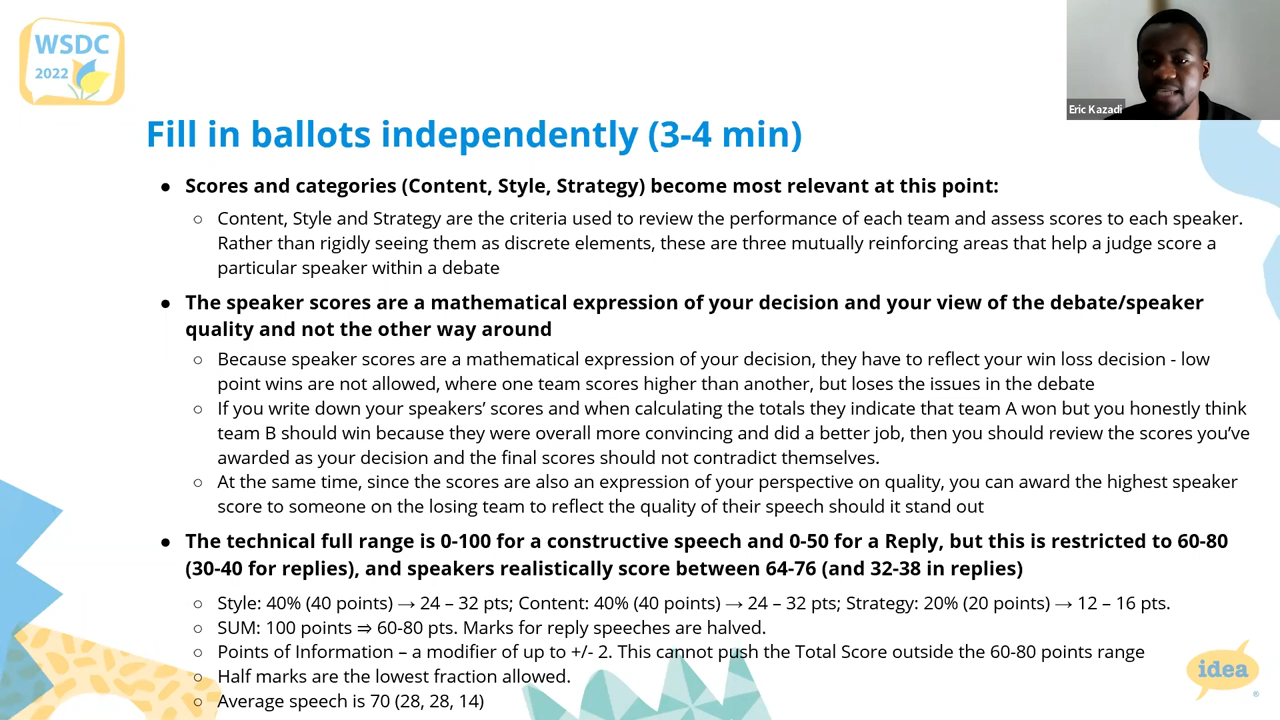 WSDC
2022
Eric Kazadi
Fill in ballots independently (3-4 min)
● Scores and categories (Content, Style, Strategy) become most relevant at this point:
○ Content, Style and Strategy are the criteria used to review the performance of each team and assess scores to each speaker.
Rather than rigidly seeing them as discrete elements, these are three mutually reinforcing areas that help a judge score a
particular speaker within a debate
● The speaker scores are a mathematical expression of your decision and your view of the debate/speaker
quality and not the other way around
○ Because speaker scores are a mathematical expression of your decision, they have to reflect your win loss decision - low
point wins are not allowed, where one team scores higher than another, but loses the issues in the debate
○ If you write down your speakers’ scores and when calculating the totals they indicate that team A won but you honestly think
team B should win because they were overall more convincing and did a better job, then you should review the scores you’ve
awarded as your decision and the final scores should not contradict themselves.
○ At the same time, since the scores are also an expression of your perspective on quality, you can award the highest speaker
score to someone on the losing team to reflect the quality of their speech should it stand out
● The technical full range is 0-100 for a constructive speech and 0-50 for a Reply, but this is restricted to 60-80
(30-40 for replies), and speakers realistically score between 64-76 (and 32-38 in replies)
○ Style: 40% (40 points) → 24 – 32 pts; Content: 40% (40 points) → 24 – 32 pts; Strategy: 20% (20 points) → 12 – 16 pts.
○ SUM: 100 points ⇒ 60-80 pts. Marks for reply speeches are halved.
○ Points of Information – a modifier of up to +/- 2. This cannot push the Total Score outside the 60-80 points range
○ Half marks are the lowest fraction allowed.
○ Average speech is 70 (28, 28, 14)
idea
®